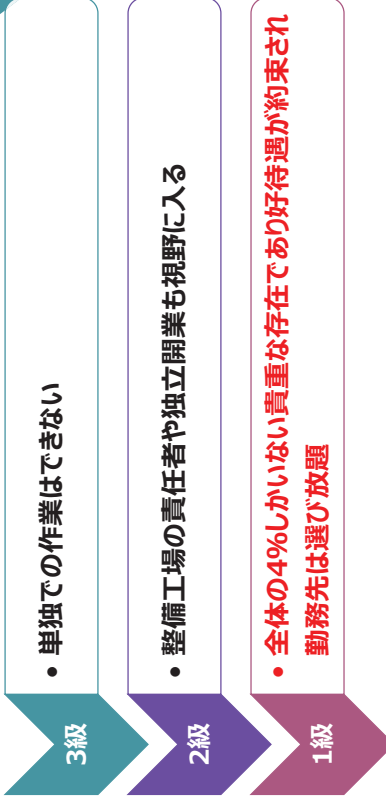 3級
• 単独での作業はできない
2級
• 整備工場の責任者や独立開業も視野に入る
1級
• 全体の4%しかいない貴重な存在であり好待遇が約束され
勤務先は選び放題